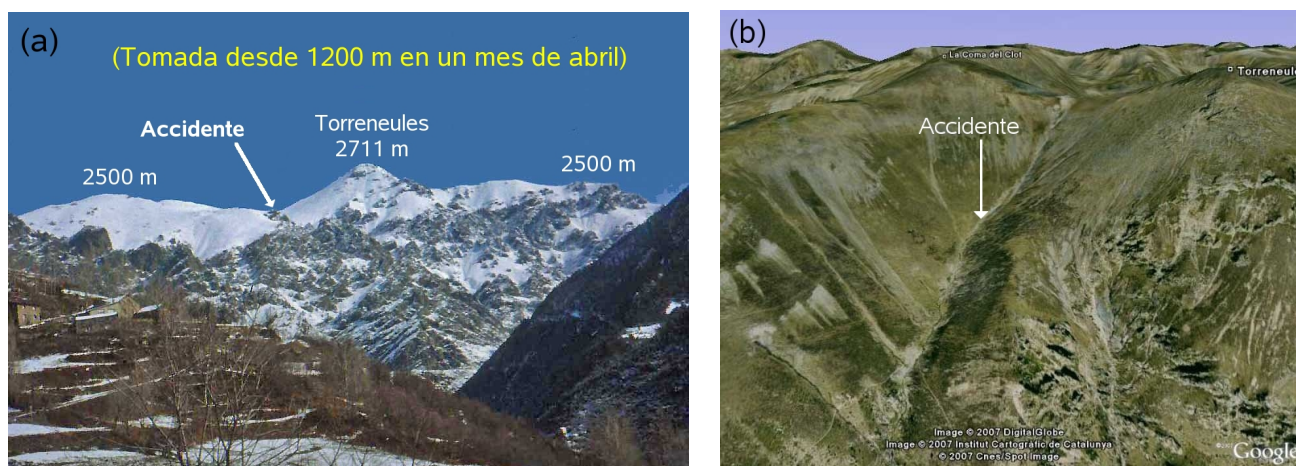 (a)
(Tomada desde 1200 m en un mes de abril)
Accidente
Torreneules
2711 m
2500 m
2500 m
(b)
La Coma del Clot
Torreneule
Accidente
Image © 2007 DigitalGlobe
Image © 2007 Institut Cartogràfic de Catalunya
© 2007 Cnes/Spot Image
Google